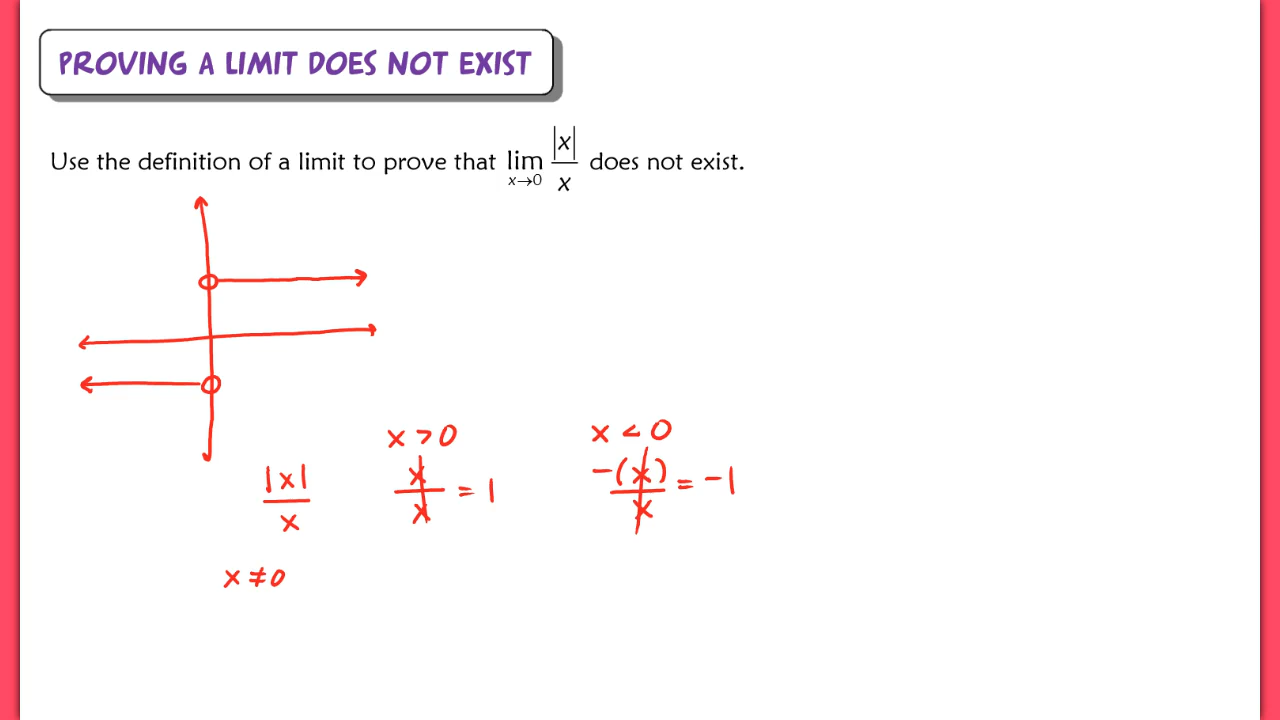 PROVING A LIMIT DOES NOT EXIST
Use the definition of a limit to prove that lim x→0 |x|/x does not exist.
x > 0
x < 0
|x|/x
x/x = 1
-(x)/x = -1
x ≠ 0